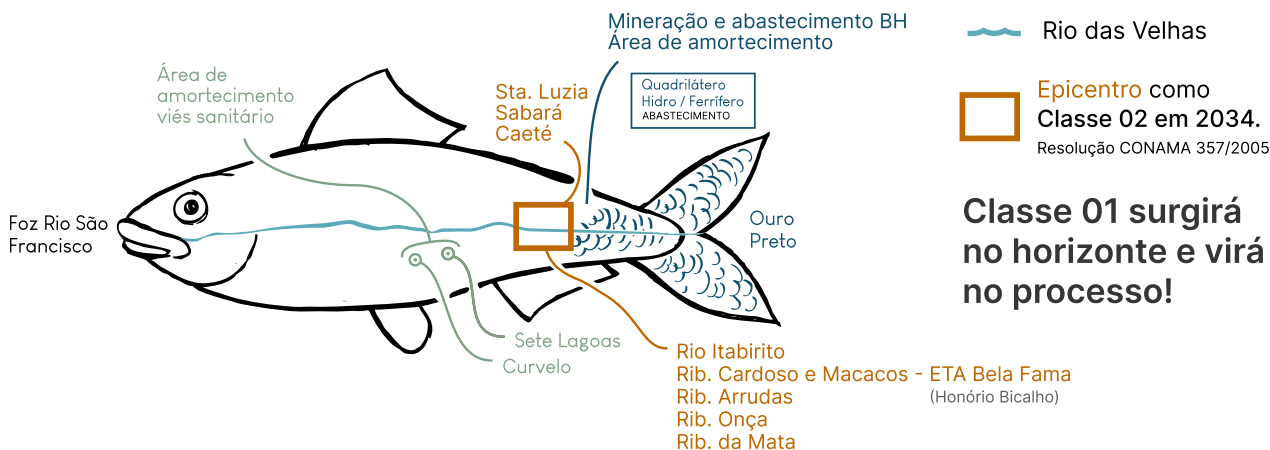 Mineração e abastecimento BH
Área de amortecimento
Rio das Velhas
Área de
amortecimento
viés sanitário
Sta. Luzia
Sabará
Caeté
Quadrilátero
Hidro / Ferrífero
ABASTECIMENTO
Epicentro como
Classe 02 em 2034.
Resolução CONAMA 357/2005
Foz Rio São
Francisco
Ouro
Preto
Classe 01 surgirá
no horizonte e virá
no processo!
Sete Lagoas
Curvelo
Rio Itabirito
Rib. Cardoso e Macacos - ETA Bela Fama
Rib. Arrudas
(Honório Bicalho)
Rib. Onça
Rib. da Mata